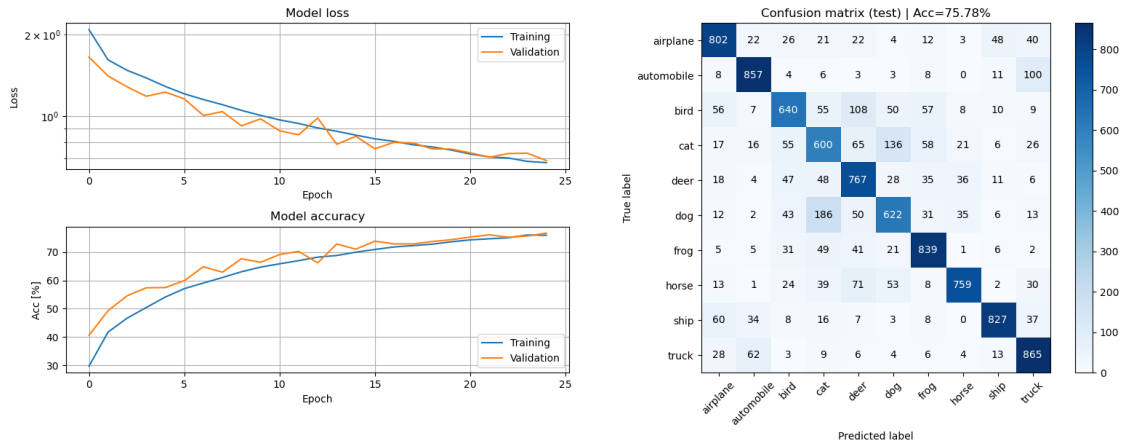 Model loss
2 × 10⁰
10⁰
Loss
0 5 10 15 20 25
Epoch
Training
Validation
Model accuracy
70
60
50
40
30
Acc [%]
0 5 10 15 20 25
Epoch
Training
Validation
Confusion matrix (test) | Acc=75.78%
True label
airplane 802 22 26 21 22 4 12 3 48 40
automobile 8 857 4 6 3 3 8 0 11 100
bird 56 7 640 55 108 50 57 8 10 9
cat 17 16 55 600 65 136 58 21 6 26
deer 18 4 47 48 767 28 35 36 11 6
dog 12 2 43 186 50 622 31 35 6 13
frog 5 5 31 49 41 21 839 1 6 2
horse 13 1 24 39 71 53 8 759 2 30
ship 60 34 8 16 7 3 8 0 827 37
truck 28 62 3 9 6 4 6 4 13 865
airplane automobile bird cat deer dog frog horse ship truck
Predicted label
800
700
600
500
400
300
200
100
0